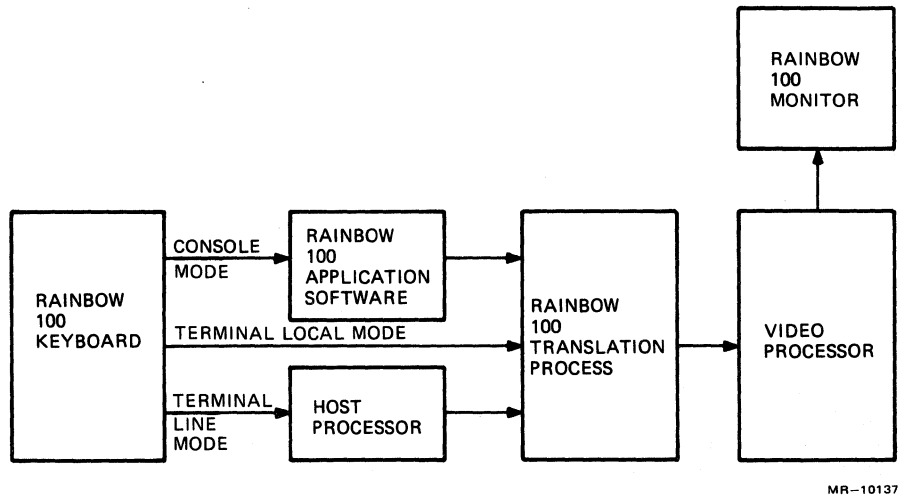 RAINBOW
100
MONITOR
RAINBOW
100
KEYBOARD
CONSOLE
MODE
RAINBOW
100
APPLICATION
SOFTWARE
TERMINAL LOCAL MODE
TERMINAL
LINE
MODE
HOST
PROCESSOR
RAINBOW
100
TRANSLATION
PROCESS
VIDEO
PROCESSOR
MR-10137